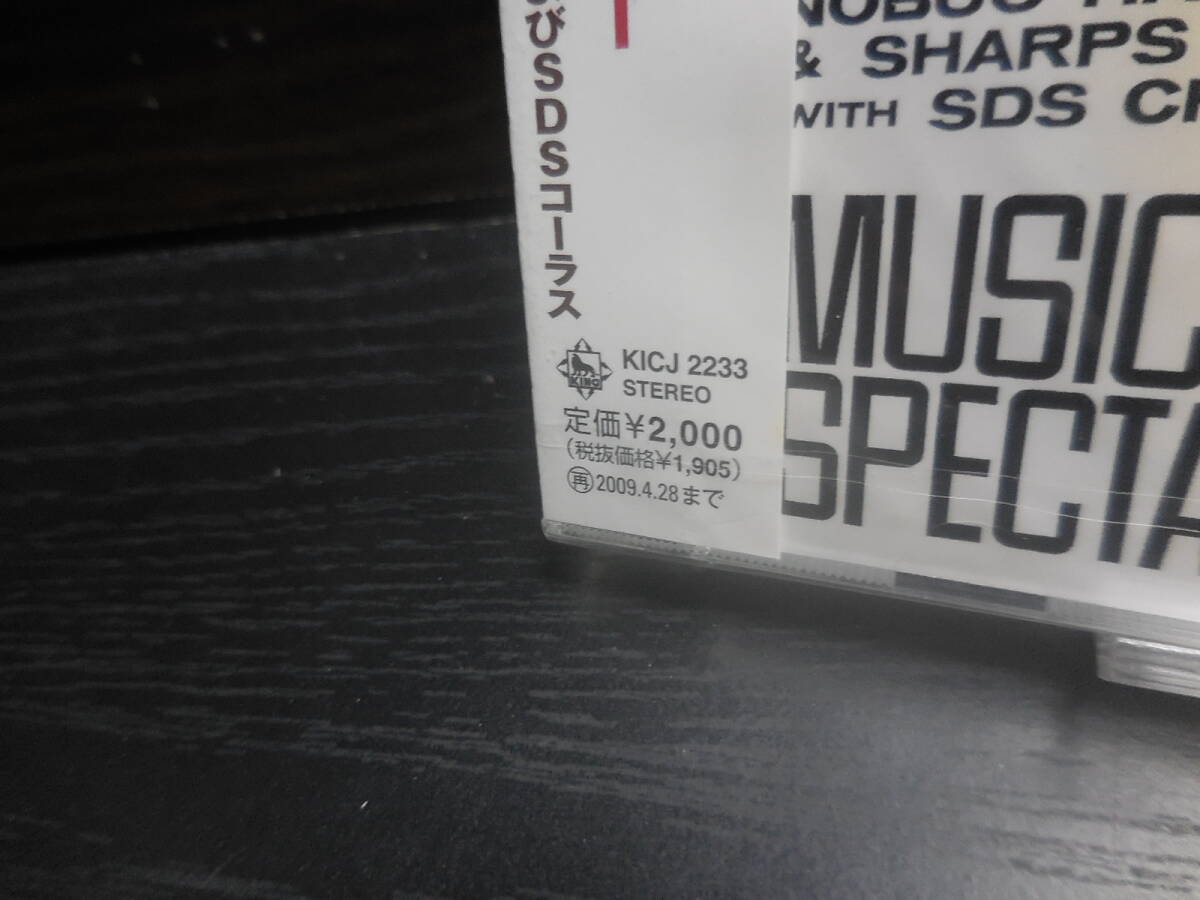 びSDSコーラス
KING
KICJ 2233
STEREO
定価¥2,000
(税抜価格¥1,905)
再 2009.4.28まで
NOBUO
& SHARPS
WITH SDS
MUSIC
SPECTA